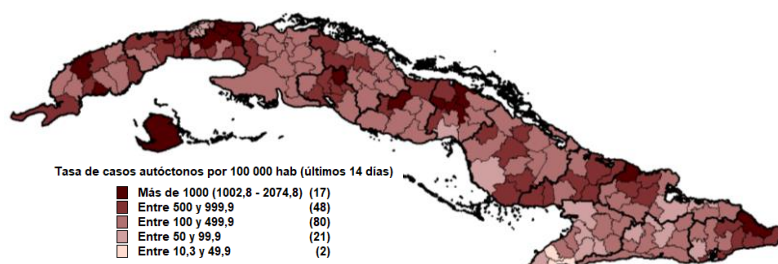 Tasa de casos autóctonos por 100 000 hab (últimos 14 días)
Más de 1000 (1002,8 - 2074,8) (17)
Entre 500 y 999,9 (48)
Entre 100 y 499,9 (80)
Entre 50 y 99,9 (21)
Entre 10,3 y 49,9 (2)